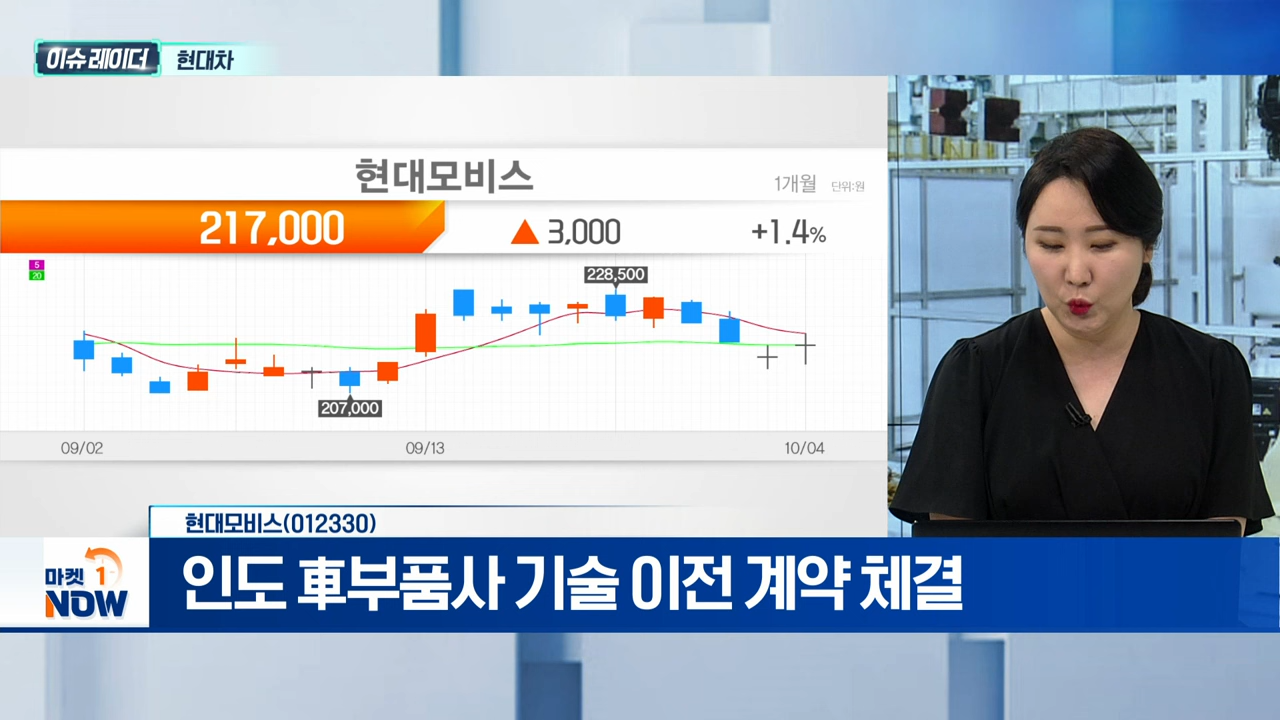 이슈 레이더 현대차
현대모비스
1개월 단위:원
217,000 ▲ 3,000 +1.4%
5
20
228,500
207,000
09/02 09/13 10/04
현대모비스(012330)
마켓 1
NOW
인도 車부품사 기술 이전 계약 체결